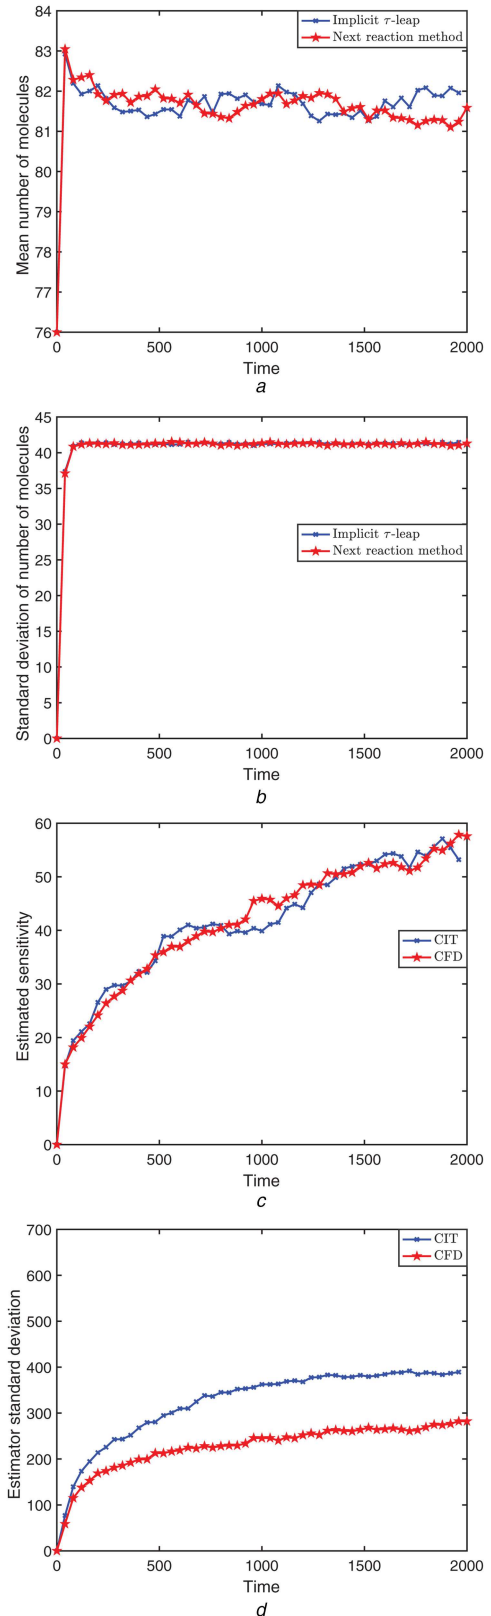 84
83
82
81
80
79
78
77
76
0
500
1000
1500
2000
Mean number of molecules
Time
Implicit τ-leap
Next reaction method
a
45
40
35
30
25
20
15
10
5
0
0
500
1000
1500
2000
Standard deviation of number of molecules
Time
Implicit τ-leap
Next reaction method
b
60
50
40
30
20
10
0
0
500
1000
1500
2000
Estimated sensitivity
Time
CIT
CFD
c
700
600
500
400
300
200
100
0
0
500
1000
1500
2000
Estimator standard deviation
Time
CIT
CFD
d